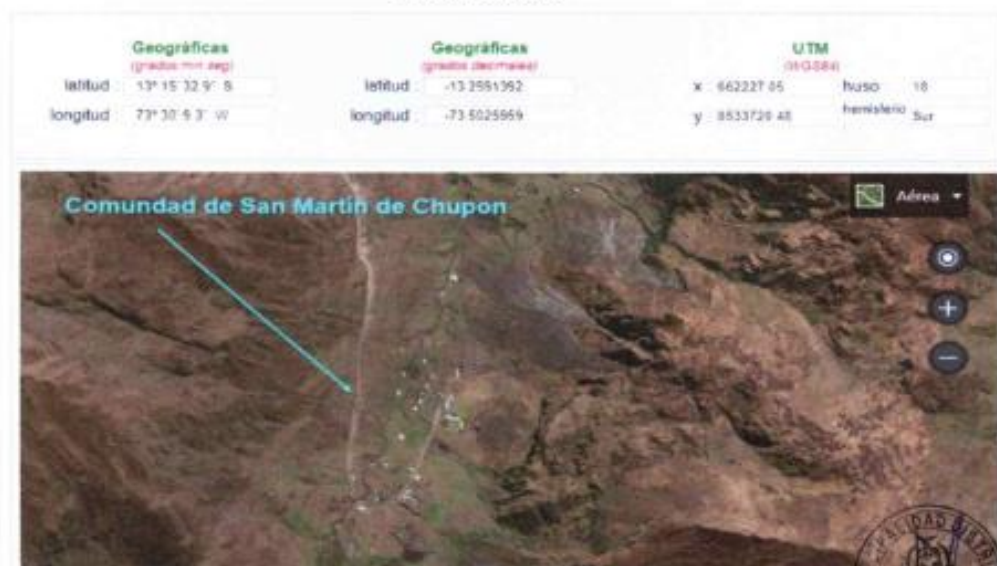 Geográficas Geográficas UTM
(grados min seg) (grados decimales) (WGS84)
latitud 13° 15' 32.9" S latitud -13.2591392 x 662227.05 huso 18
longitud 73° 30' 9.3" W longitud -73.5025959 y 8533729.48 hemisferio Sur
Comundad de San Martin de Chupon
Aérea